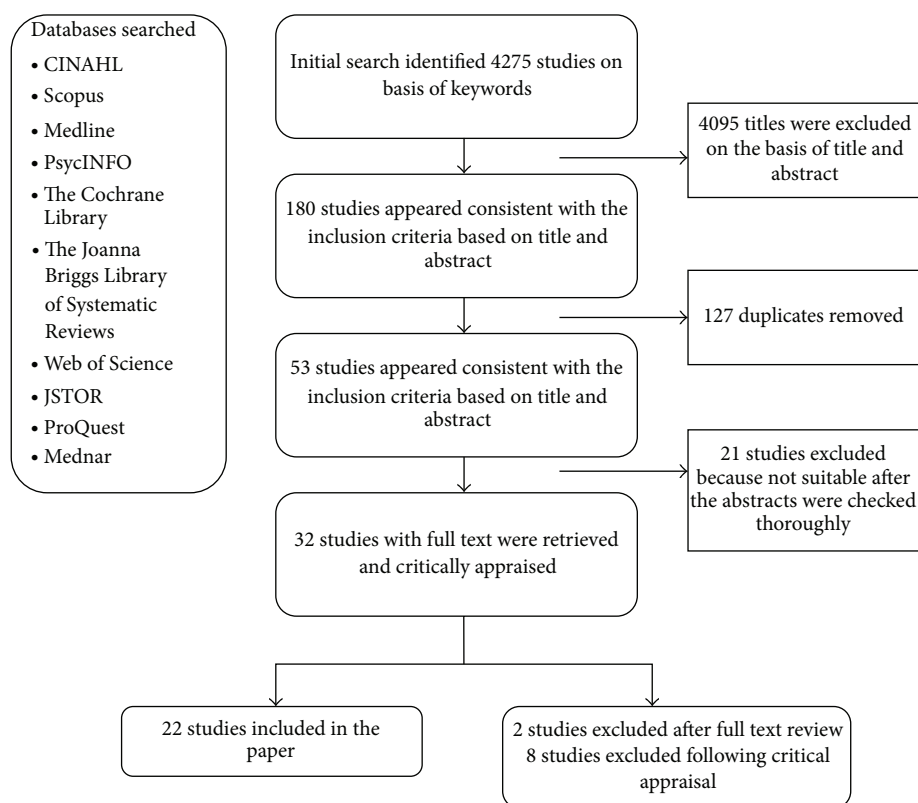 Databases searched
• CINAHL
• Scopus
• Medline
• PsycINFO
• The Cochrane
Library
• The Joanna
Briggs Library
of Systematic
Reviews
• Web of Science
• JSTOR
• ProQuest
• Mednar
Initial search identified 4275 studies on
basis of keywords
4095 titles were excluded
on the basis of title and
abstract
180 studies appeared consistent with the
inclusion criteria based on title and
abstract
127 duplicates removed
53 studies appeared consistent with the
inclusion criteria based on title and
abstract
21 studies excluded
because not suitable after
the abstracts were checked
thoroughly
32 studies with full text were retrieved
and critically appraised
22 studies included in the
paper
2 studies excluded after full text review
8 studies excluded following critical
appraisal